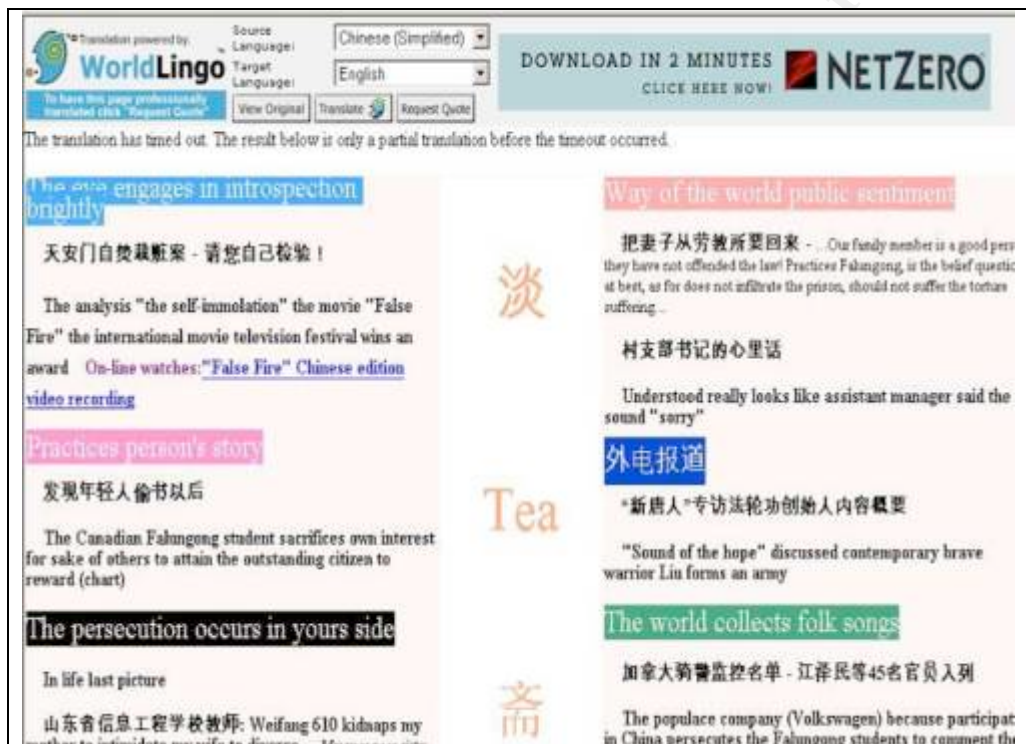 Translation powered by
WorldLingo
To have this page professionally
translated click "Request Quote"
Source
Language:
Chinese (Simplified)
Target
Language:
English
View Original
Translate
Request Quote
DOWNLOAD IN 2 MINUTES
CLICK HERE NOW!
NETZERO
The translation has timed out. The result below is only a partial translation before the timeout occurred.
The eye engages in introspection
brightly
天安门自焚栽赃案 - 请您自己检验！
The analysis "the self-immolation" the movie "False
Fire" the international movie television festival wins an
award On-line watches:"False Fire" Chinese edition
video recording
Practices person's story
发现年轻人偷书以后
The Canadian Falungong student sacrifices own interest
for sake of others to attain the outstanding citizen to
reward (chart)
The persecution occurs in yours side
In life last picture
山东省信息工程学校教师: Weifang 610 kidnaps my
淡
Tea
斋
Way of the world public sentiment
把妻子从劳教所要回来 - ...Our family member is a good pers
they have not offended the law! Practices Falungong, is the belief questio
at best, as for does not infiltrate the prison, should not suffer the torture
suffering...
村支部书记的心里话
Understood really looks like assistant manager said the
sound "sorry"
外电报道
“新唐人”专访法轮功创始人内容概要
"Sound of the hope" discussed contemporary brave
warrior Liu forms an army
The world collects folk songs
加拿大骑警监控名单 - 江泽民等45名官员入列
The populace company (Volkswagen) because participat
in China persecutes the Falungong students to comment the